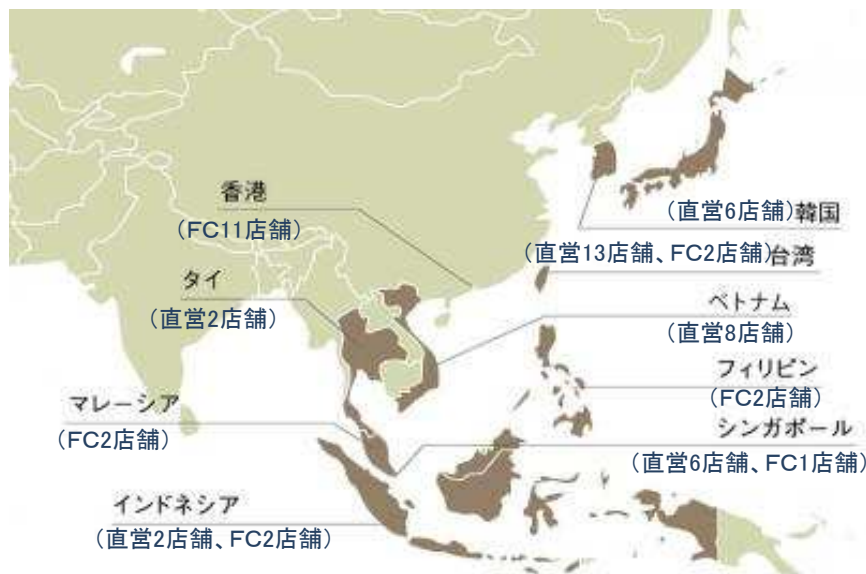 香港
（FC11店舗）
（直営6店舗）韓国
（直営13店舗、FC2店舗）台湾
タイ
（直営2店舗）
ベトナム
（直営8店舗）
フィリピン
（FC2店舗）
マレーシア
（FC2店舗）
シンガポール
（直営6店舗、FC1店舗）
インドネシア
（直営2店舗、FC2店舗）